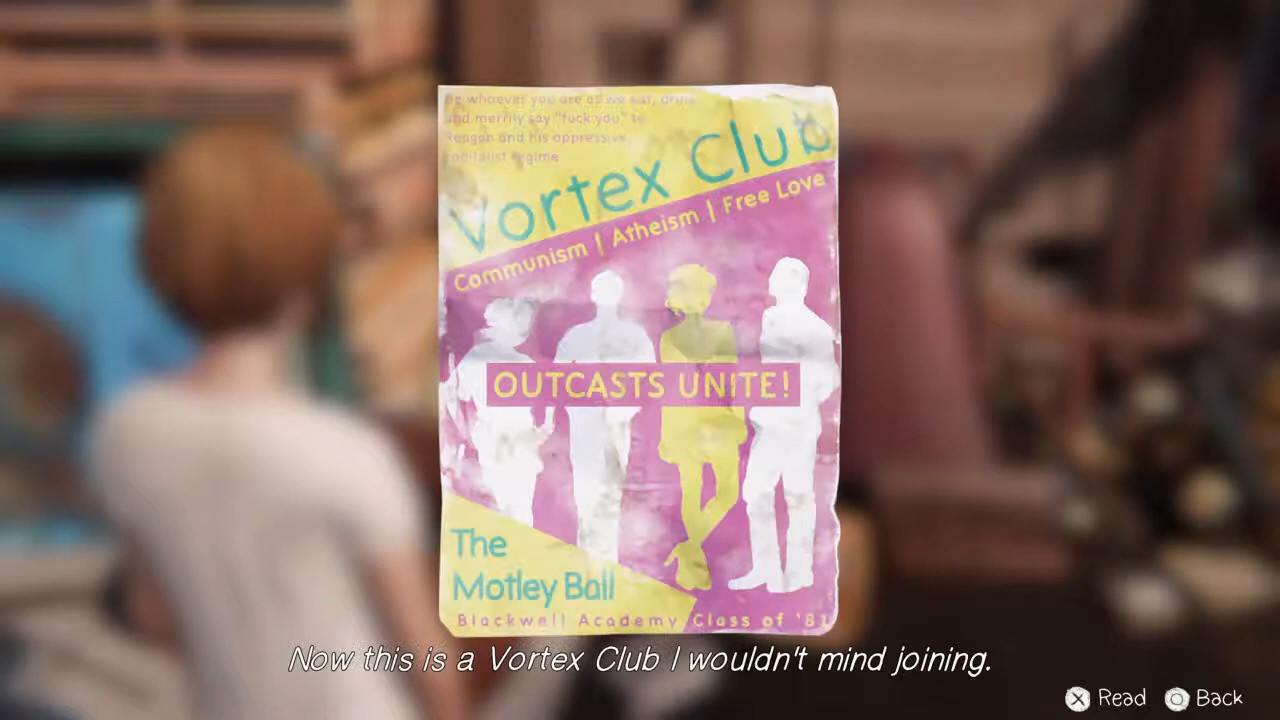 Be whoever you are as we eat, drink
and merrily say "fuck you" to
Reagan and his oppressive,
capitalist regime
Vortex Club
Communism | Atheism | Free Love
OUTCASTS UNITE!
The
Motley Ball
Blackwell Academy Class of '81
Now this is a Vortex Club I wouldn't mind joining.
Read Back